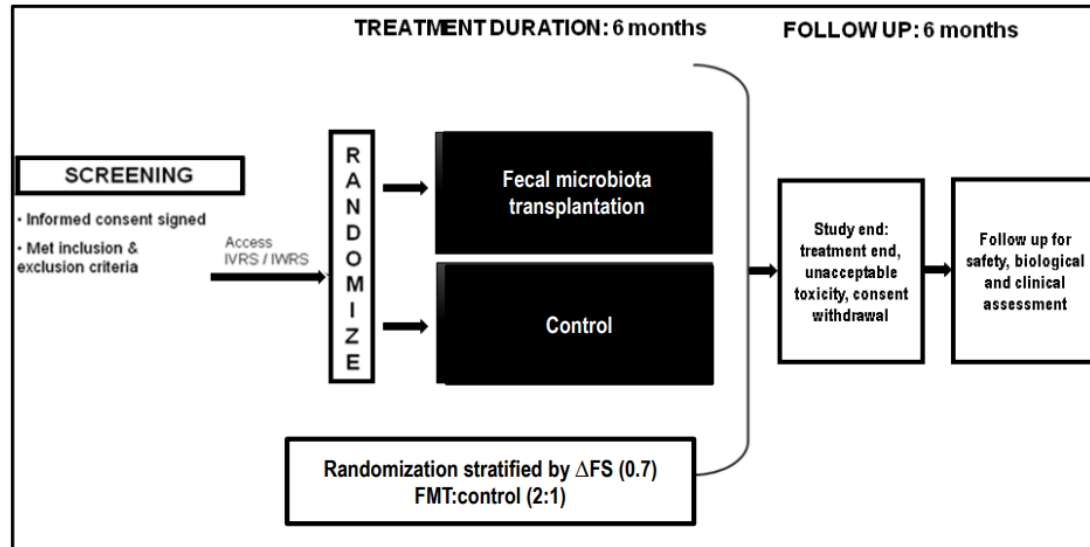 TREATMENT DURATION: 6 months
FOLLOW UP: 6 months
SCREENING
• Informed consent signed
• Met inclusion &
exclusion criteria
Access
IVRS / IWRS
R
A
N
D
O
M
I
Z
E
Fecal microbiota
transplantation
Control
Study end:
treatment end,
unacceptable
toxicity, consent
withdrawal
Follow up for
safety, biological
and clinical
assessment
Randomization stratified by ΔFS (0.7)
FMT:control (2:1)